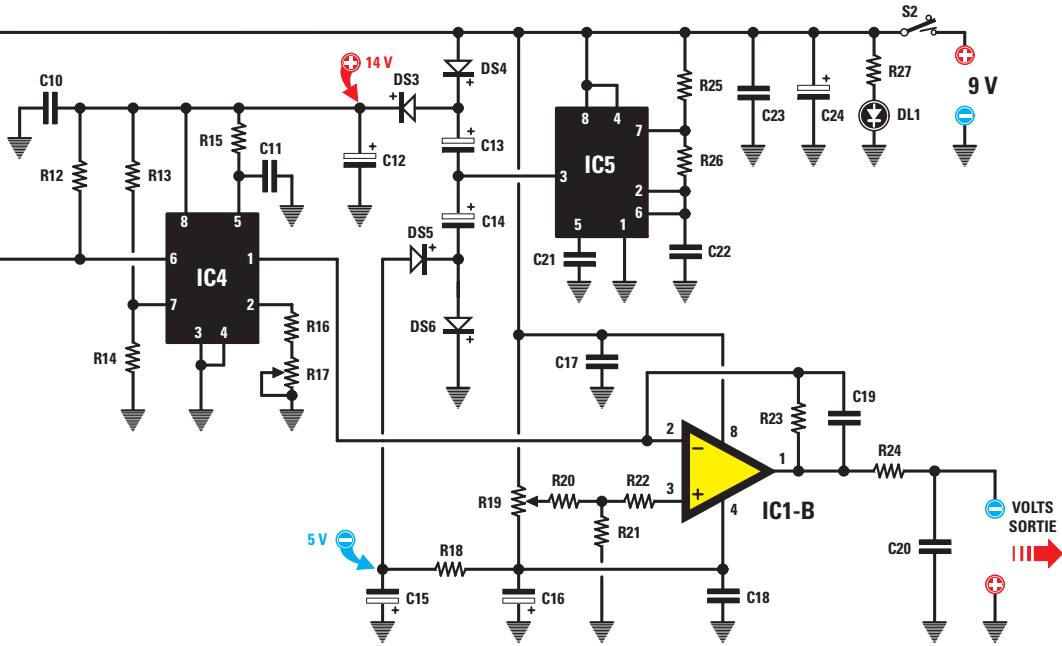 S2
9 V
R27
DL1
C24
C23
R25
R26
C22
8 4
7
IC5
3
2
6
5 1
C21
DS4
DS3
14 V
C13
C12
C14
DS5
DS6
C10
R12
R13
R15
C11
8 5
6 1
IC4
7 2
3 4
R14
R16
R17
C17
R23
C19
2
8
1
R24
3
4
IC1-B
R19
R20
R22
R21
5 V
R18
C15
C16
C18
C20
VOLTS
SORTIE